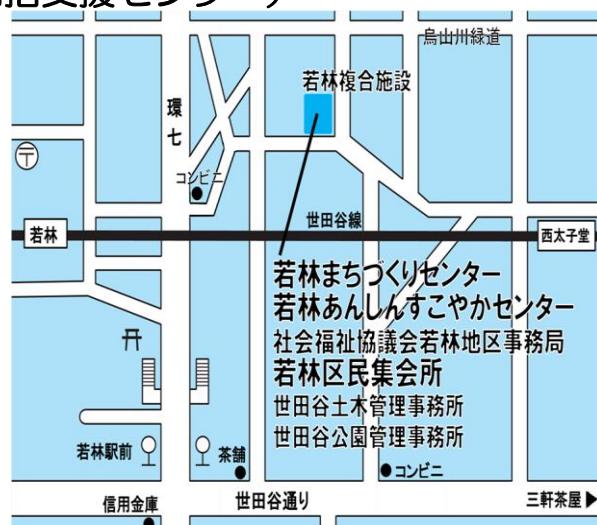 烏山川緑道
若林複合施設
環七
〒
コンビニ
世田谷線
若林
西太子堂
若林まちづくりセンター
若林あんしんすこやかセンター
社会福祉協議会若林地区事務局
若林区民集会所
世田谷土木管理事務所
世田谷公園管理事務所
若林駅前
茶舗
コンビニ
信用金庫
世田谷通り
三軒茶屋▶